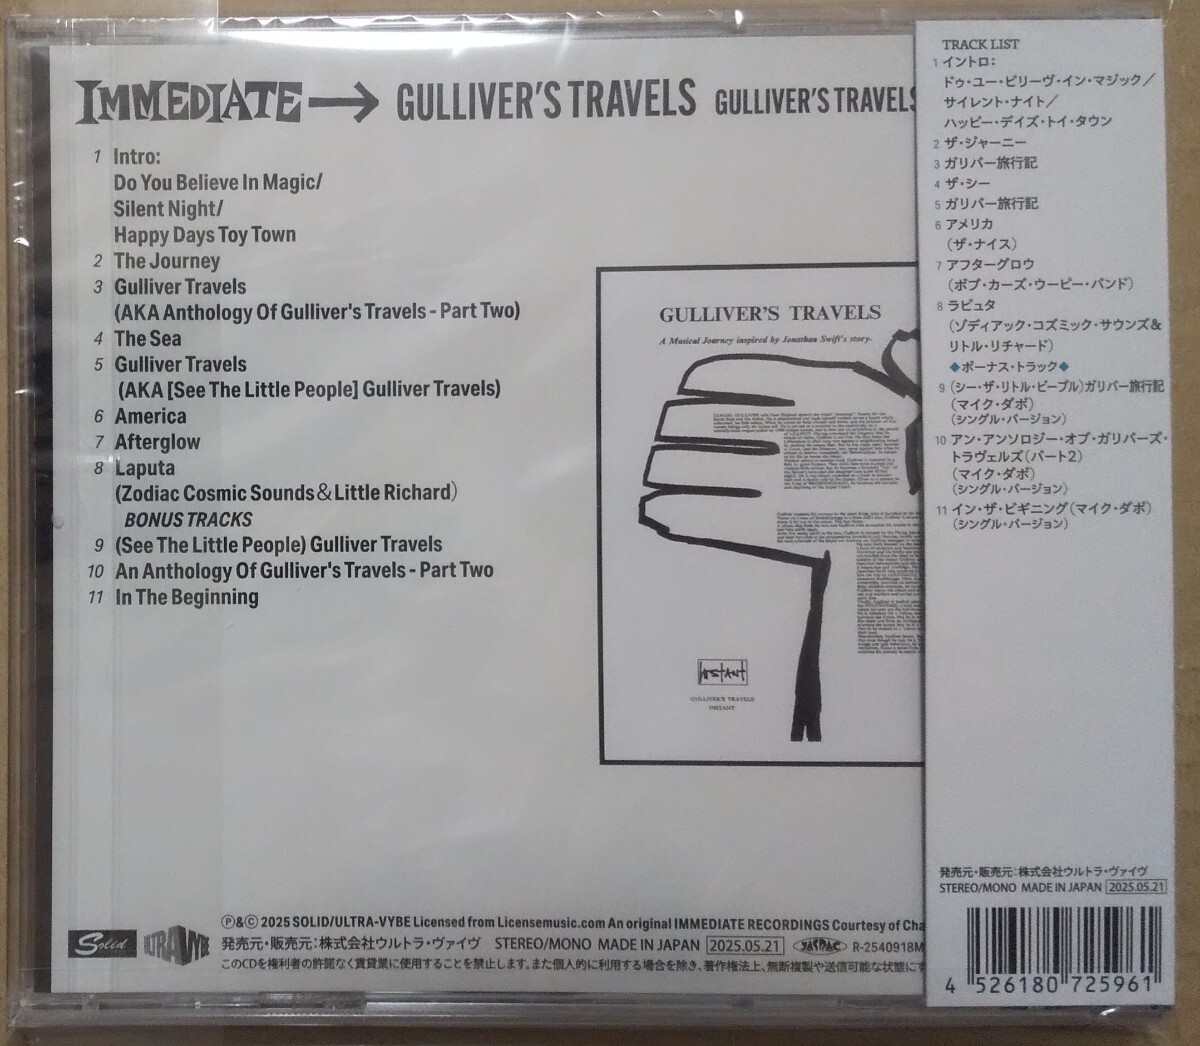 IMMEDIATE → GULLIVER'S TRAVELS GULLIVER'S TRAVELS
1 Intro:
Do You Believe In Magic/
Silent Night/
Happy Days Toy Town
2 The Journey
3 Gulliver Travels
(AKA Anthology Of Gulliver's Travels - Part Two)
4 The Sea
5 Gulliver Travels
(AKA [See The Little People] Gulliver Travels)
6 America
7 Afterglow
8 Laputa
(Zodiac Cosmic Sounds&Little Richard)
BONUS TRACKS
9 (See The Little People) Gulliver Travels
10 An Anthology Of Gulliver's Travels - Part Two
11 In The Beginning
GULLIVER'S TRAVELS
A Musical Journey inspired by Jonathan Swift's story.
Instant
GULLIVER'S TRAVELS
INSTANT
Solid
ULTRA-VYBE
Ⓟ&Ⓒ 2025 SOLID/ULTRA-VYBE Licensed from Licensemusic.com An original IMMEDIATE RECORDINGS Courtesy of Cha
発売元・販売元:株式会社ウルトラ・ヴァイヴ STEREO/MONO MADE IN JAPAN 2025.05.21 JASRAC R-2540918M
このCDを権利者の許諾なく賃貸業に使用することを禁止します。また個人的に利用する場合を除き、著作権法上、無断複製や送信可能な状態にす
TRACK LIST
1 イントロ:
ドゥ・ユー・ビリーヴ・イン・マジック/
サイレント・ナイト/
ハッピー・デイズ・トイ・タウン
2 ザ・ジャーニー
3 ガリバー旅行記
4 ザ・シー
5 ガリバー旅行記
6 アメリカ
(ザ・ナイス)
7 アフターグロウ
(ボブ・カーズ・ウーピー・バンド)
8 ラピュタ
(ゾディアック・コズミック・サウンズ&
リトル・リチャード)
◆ボーナス・トラック◆
9 (シー・ザ・リトル・ピープル)ガリバー旅行記
(マイク・ダボ)
(シングル・バージョン)
10 アン・アンソロジー・オブ・ガリバーズ・
トラヴェルズ(パート2)
(マイク・ダボ)
(シングル・バージョン)
11 イン・ザ・ビギニング(マイク・ダボ)
(シングル・バージョン)
発売元・販売元:株式会社ウルトラ・ヴァイヴ
STEREO/MONO MADE IN JAPAN 2025.05.21
4 526180 725961